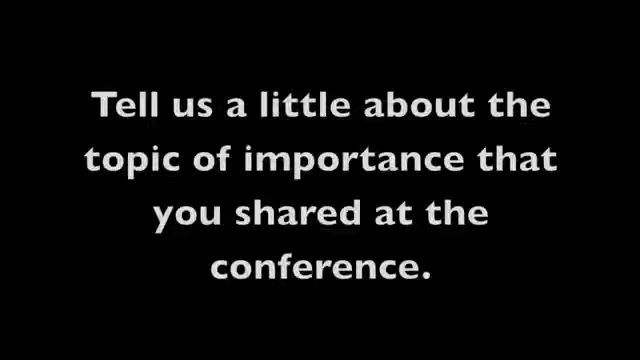 Tell us a little about the
topic of importance that
you shared at the
conference.